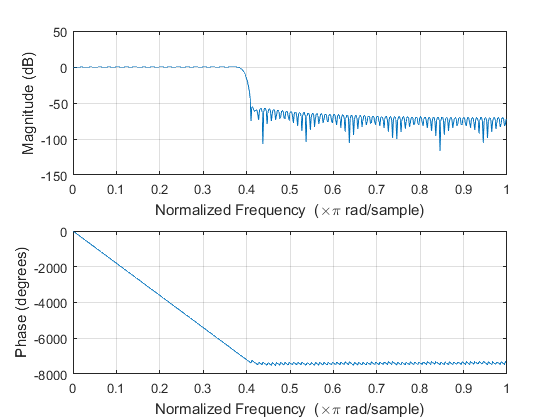 50
0
-50
-100
-150
Magnitude (dB)
0 0.1 0.2 0.3 0.4 0.5 0.6 0.7 0.8 0.9 1
Normalized Frequency (×π rad/sample)
0
-2000
-4000
-6000
-8000
Phase (degrees)
0 0.1 0.2 0.3 0.4 0.5 0.6 0.7 0.8 0.9 1
Normalized Frequency (×π rad/sample)